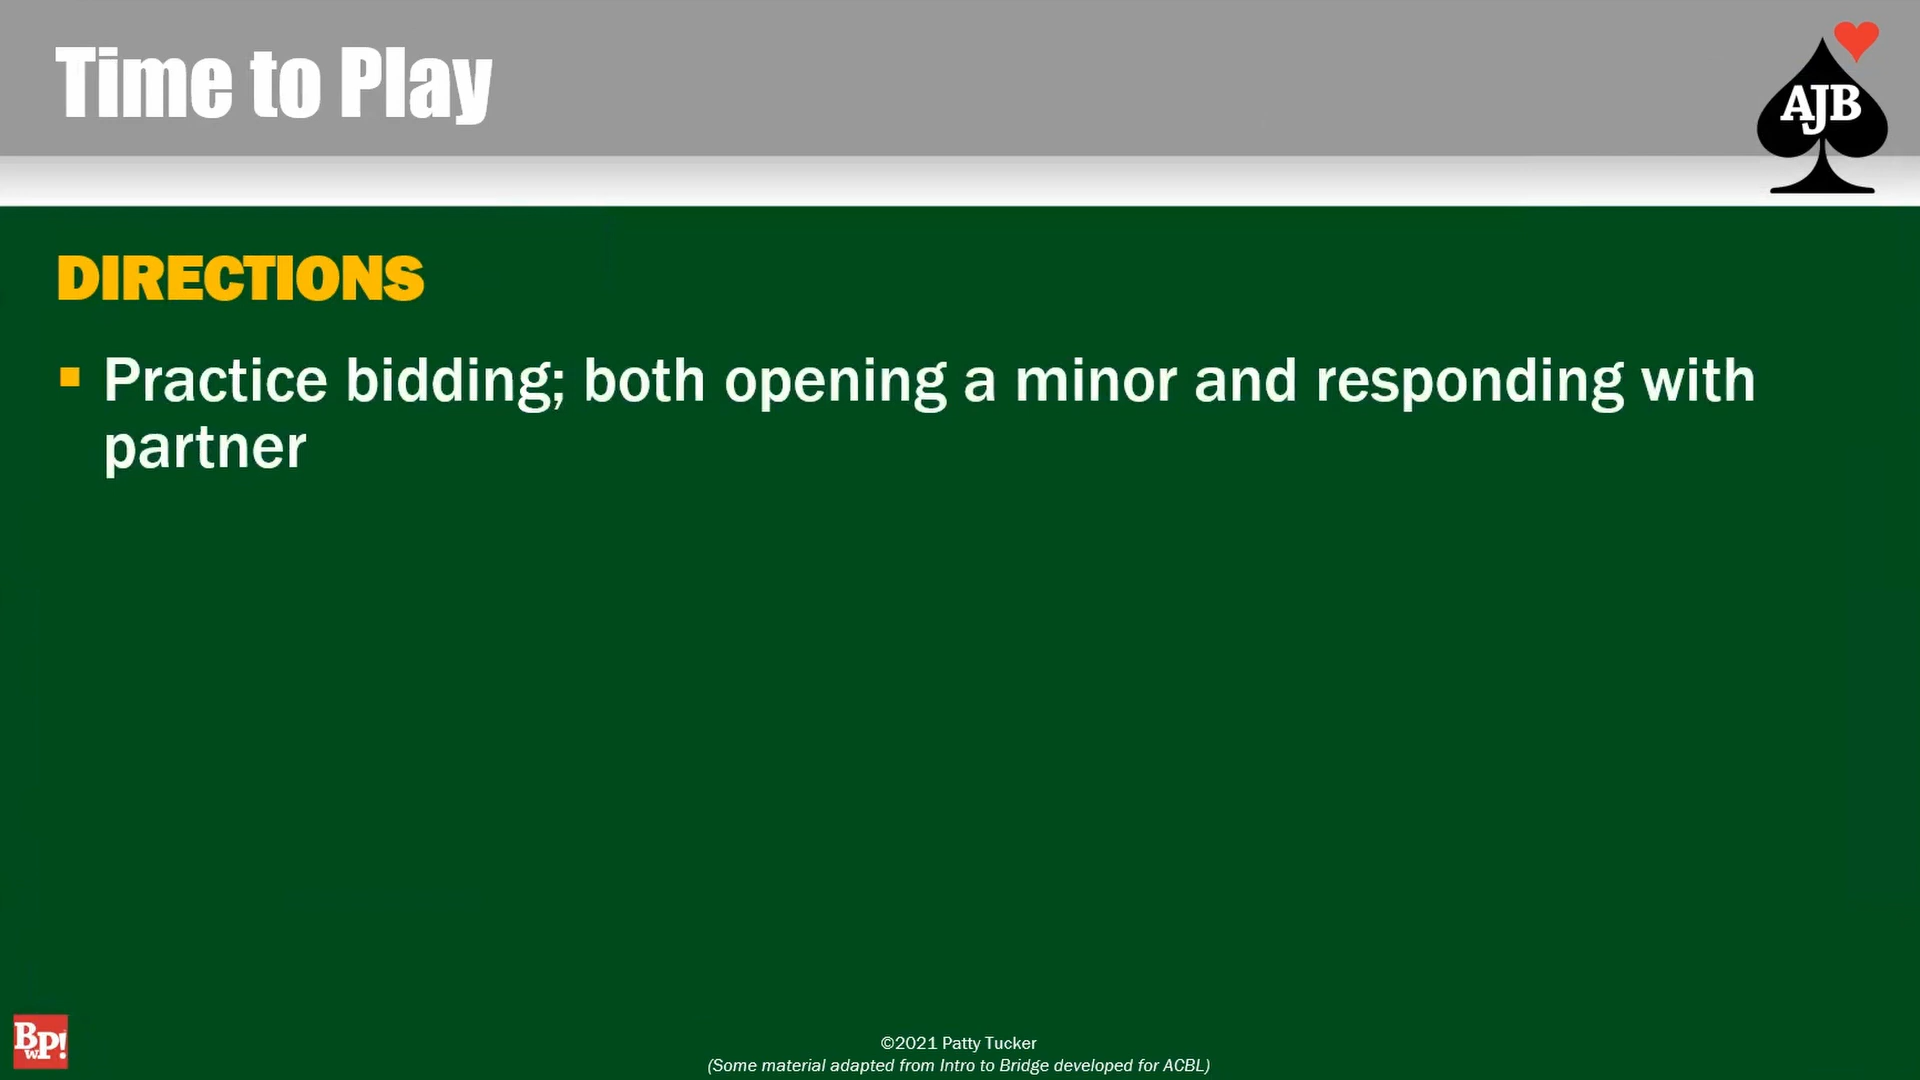 Time to Play
AJB
DIRECTIONS
▪ Practice bidding; both opening a minor and responding with
partner
BwP!
©2021 Patty Tucker
(Some material adapted from Intro to Bridge developed for ACBL)